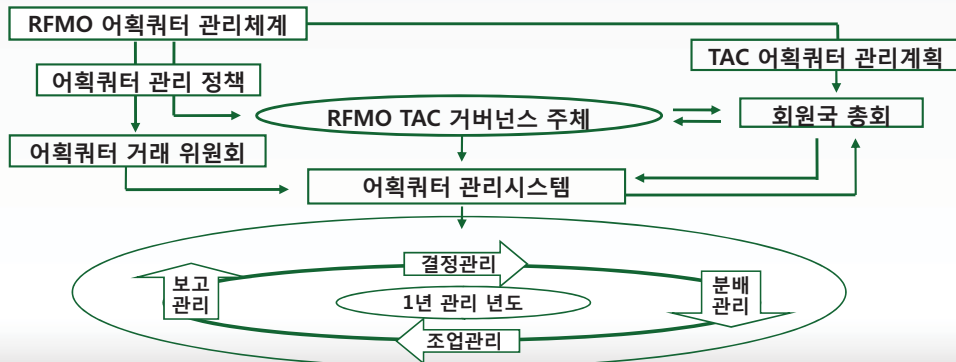 RFMO 어획쿼터 관리체계
TAC 어획쿼터 관리계획
어획쿼터 관리 정책
RFMO TAC 거버넌스 주체
회원국 총회
어획쿼터 거래 위원회
어획쿼터 관리시스템
결정관리
보고
관리
분배
관리
1년 관리 년도
조업관리